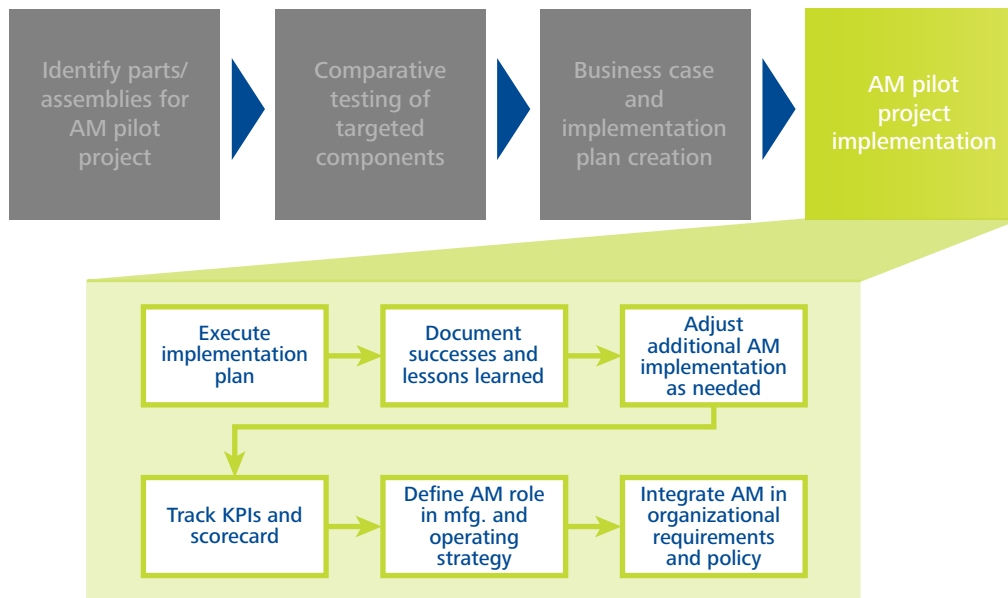 Identify parts/
assemblies for
AM pilot
project
Comparative
testing of
targeted
components
Business case
and
implementation
plan creation
AM pilot
project
implementation
Execute
implementation
plan
Document
successes and
lessons learned
Adjust
additional AM
implementation
as needed
Track KPIs and
scorecard
Define AM role
in mfg. and
operating
strategy
Integrate AM in
organizational
requirements
and policy